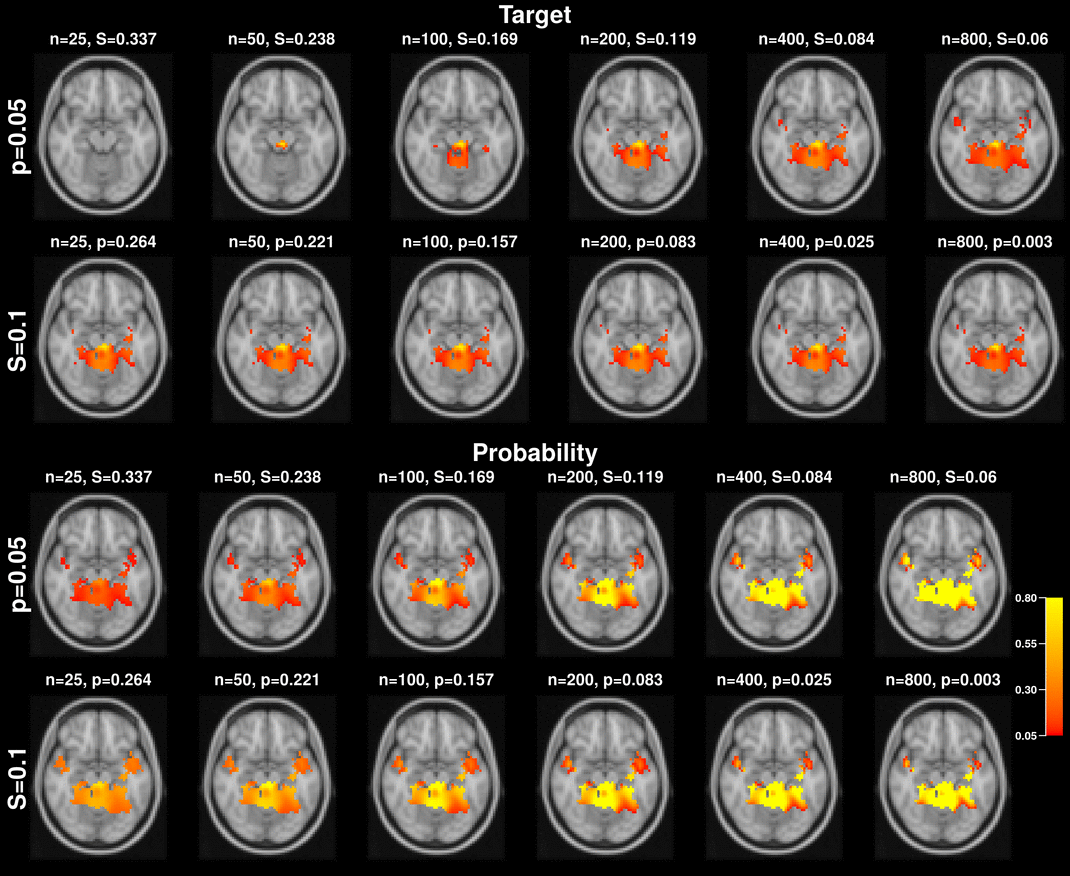 Target
n=25, S=0.337 n=50, S=0.238 n=100, S=0.169 n=200, S=0.119 n=400, S=0.084 n=800, S=0.06
p=0.05
n=25, p=0.264 n=50, p=0.221 n=100, p=0.157 n=200, p=0.083 n=400, p=0.025 n=800, p=0.003
S=0.1
Probability
n=25, S=0.337 n=50, S=0.238 n=100, S=0.169 n=200, S=0.119 n=400, S=0.084 n=800, S=0.06
p=0.05
n=25, p=0.264 n=50, p=0.221 n=100, p=0.157 n=200, p=0.083 n=400, p=0.025 n=800, p=0.003
S=0.1
0.80
0.55
0.30
0.05